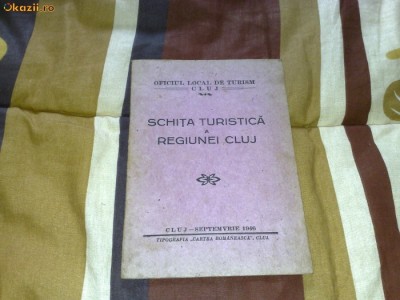 Okazii.ro
OFICIUL LOCAL DE TURISM
CLUJ
SCHIȚA TURISTICĂ
A
REGIUNEI CLUJ
CLUJ — SEPTEMVRIE 1946
TIPOGRAFIA „CARTEA ROMÂNEASCĂ”, CLUJ